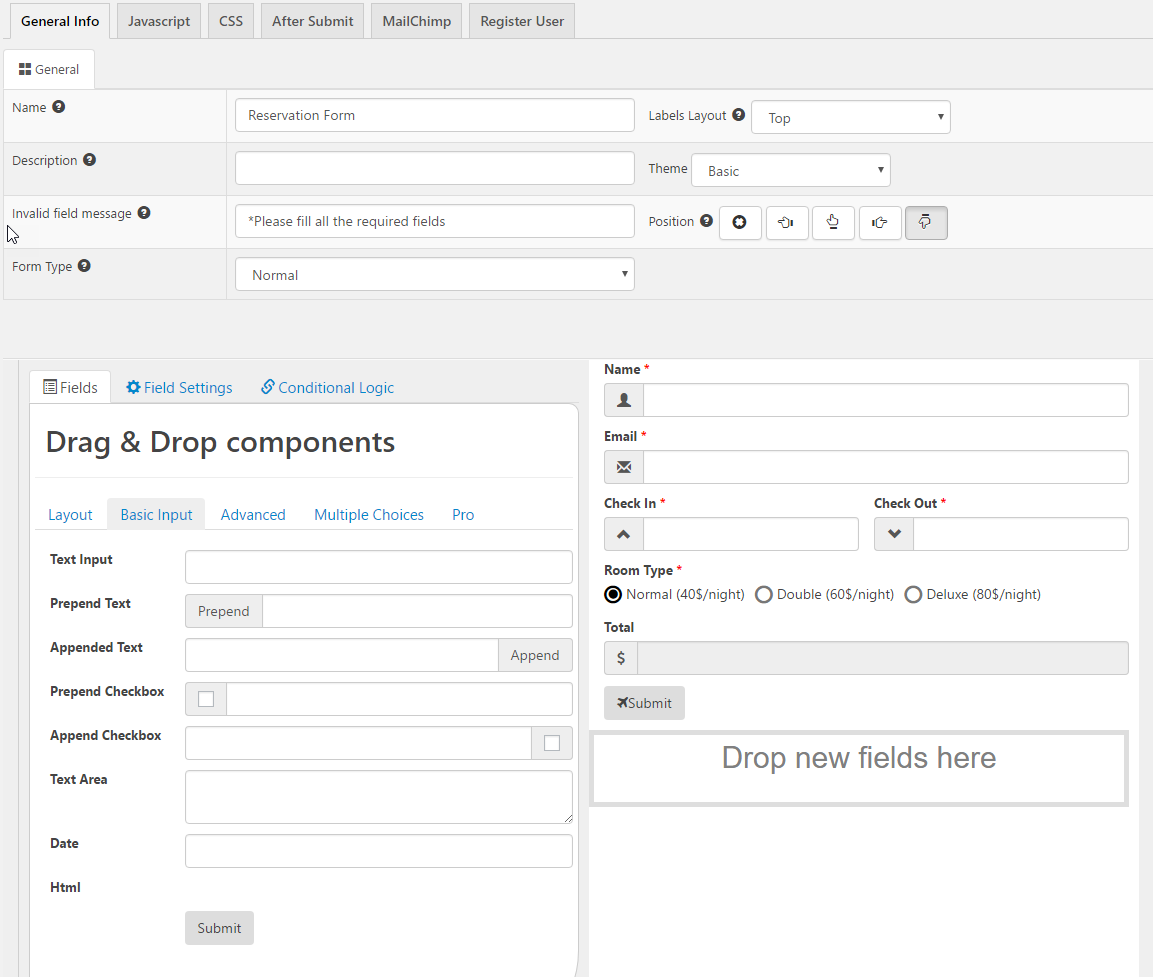 General Info Javascript CSS After Submit MailChimp Register User
General
Name Reservation Form Labels Layout Top
Description Theme Basic
Invalid field message *Please fill all the required fields Position
Form Type Normal
Fields Field Settings Conditional Logic
Drag & Drop components
Layout Basic Input Advanced Multiple Choices Pro
Text Input
Prepend Text Prepend
Appended Text Append
Prepend Checkbox
Append Checkbox
Text Area
Date
Html
Submit
Name *
Email *
Check In * Check Out *
Room Type *
Normal (40$/night) Double (60$/night) Deluxe (80$/night)
Total
$
Submit
Drop new fields here